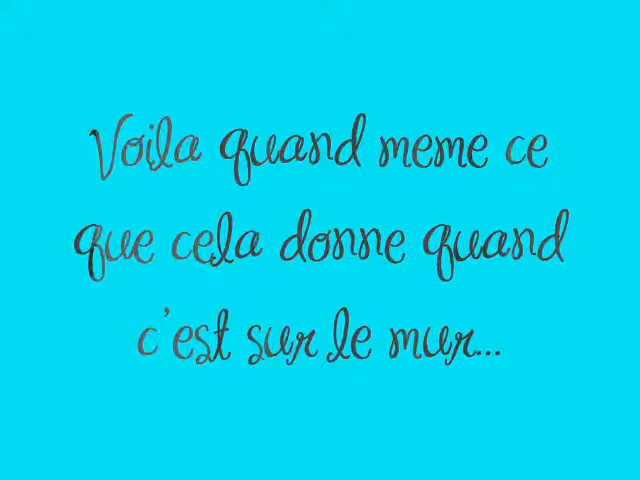 Voila quand meme ce
que cela donne quand
c'est sur le mur...